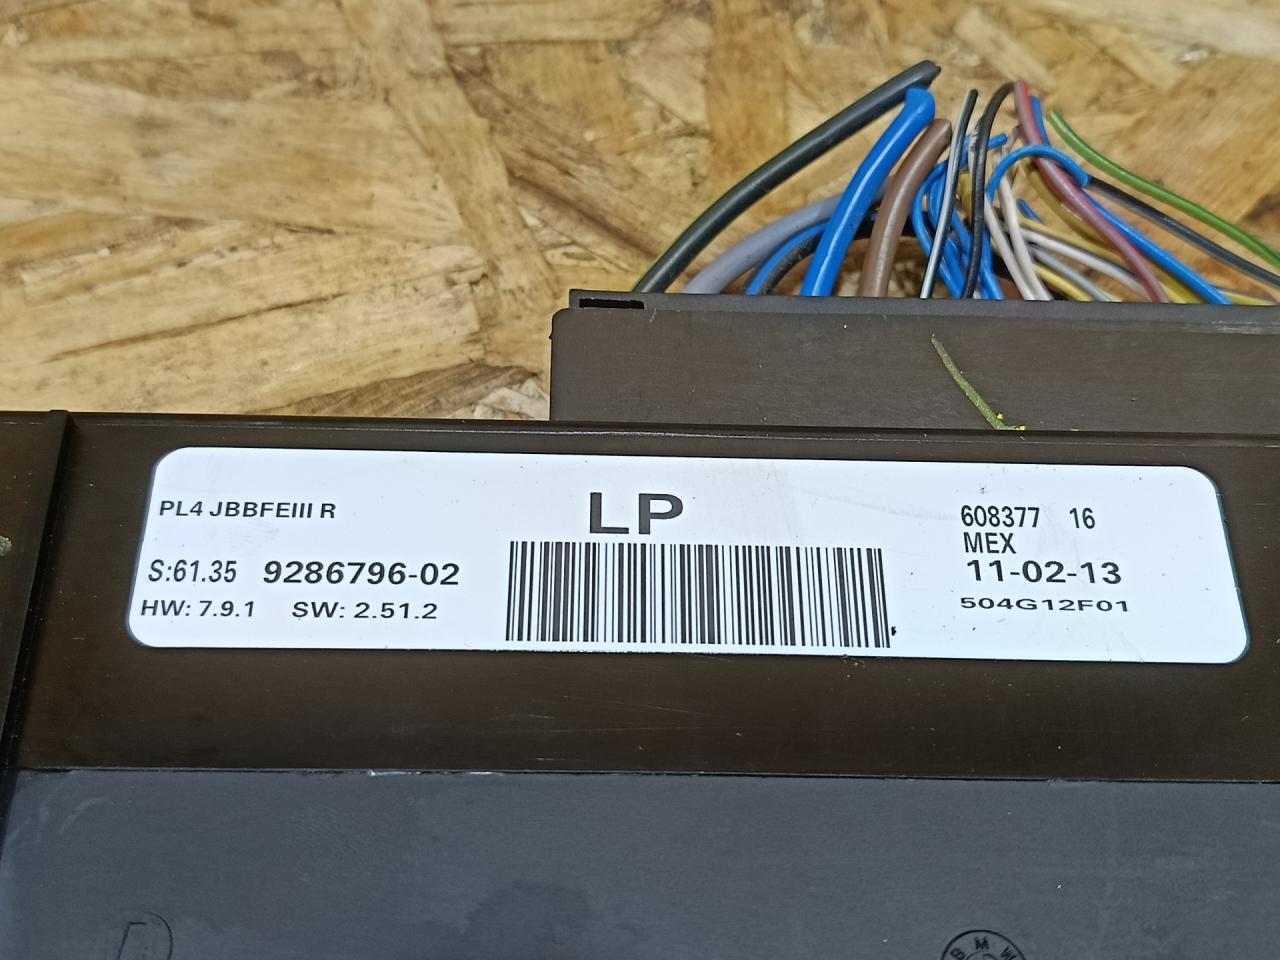 PL4 JBBFEIII R
LP
608377 16
MEX
S:61.35 9286796-02
11-02-13
HW: 7.9.1 SW: 2.51.2
504G12F01
BMW